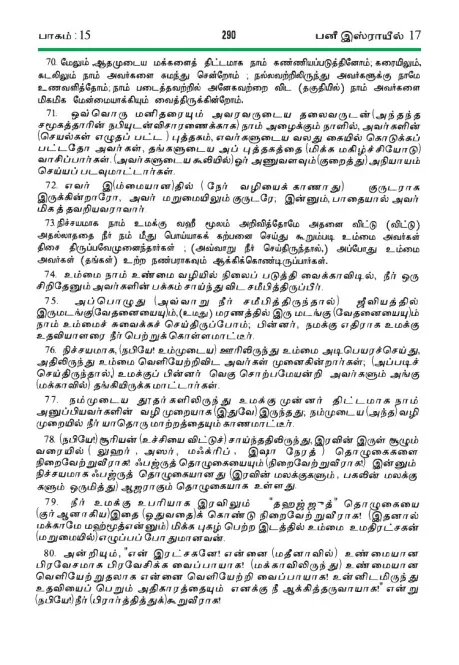 பாகம் : 15 290 பனீ இஸ்ராயீல் 17
70. மேலும், ஆதமுடைய மக்களைத் திட்டமாக நாம் கண்ணியப்படுத்தினோம்; கரையிலும்,
கடலிலும் நாம் அவர்களை சுமந்து சென்றோம் ; நல்லவற்றிலிருந்து அவர்களுக்கு நாமே
உணவளித்தோம்; நாம் படைத்தவற்றில் அனேகவற்றை விட (தகுதியில்) நாம் அவர்களை
மிகமிக மேன்மையாக்கியும் வைத்திருக்கின்றோம்.
71. ஒவ்வொரு மனிதரையும் அவரவருடைய தலைவருடன் (அந்தந்த
சமூகத்தாரின் நபியுடன் விசாரணைக்காக) நாம் அழைக்கும் நாளில், அவர்களின்
(செயல்கள் எழுதப் பட்ட ) புத்தகம், எவர்களுடைய வலது கையில் கொடுக்கப்
பட்டதோ அவர்கள், தங்களுடைய அப் புத்தகத்தை (மிக்க மகிழ்ச்சியோடு)
வாசிப்பார்கள். (அவர்களுடைய கூலியில்) ஓர் அணுவளவும் (குறைத்து) அநியாயம்
செய்யப் படவுமாட்டார்கள்.
72. எவர் இ(ம்மையான)தில் ( நேர் வழியைக் காணாது) குருடராக
இருக்கின்றாரோ, அவர் மறுமையிலும் குருடரே; இன்னும், பாதையால் அவர்
மிகத் தவறியவராவார்.
73 நிச்சயமாக நாம் உமக்கு வஹீ மூலம் அறிவித்தோமே அதனை விட்டு (விட்டு)
அதல்லாததை நீர் நம் மீது பொய்யாகக் கற்பனை செய்து கூறும்படி உம்மை அவர்கள்
திசை திருப்பவேமுனைந்தார்கள் ; (அவ்வாறு நீர் செய்திருந்தால்,) அப்போது உம்மை
அவர்கள் (தங்கள்) உற்ற நண்பராகவும் ஆக்கிக்கொண்டிருப்பார்கள்.
74. உம்மை நாம் உண்மை வழியில் நிலைப் படுத்தி வைக்காவிடில், நீர் ஒரு
சிறிதேனும் அவர்களின் பக்கம் சாய்ந்து விட சமீபித்திருப்பீர்.
75. அப்பொழுது (அவ்வாறு நீர் சமீபித்திருந்தால்) ஜீவியத்தில்
இருமடங்கு(வேதனையையு)ம், (உமது) மரணத்தில் இரு மடங்கு (வேதனையையு)ம்
நாம் உம்மைச் சுவைக்கச் செய்திருப்போம்; பின்னர், நமக்கு எதிராக உமக்கு
உதவியாளரை நீர் பெற்றுக்கொள்ளமாட்டீர்.
76. நிச்சயமாக, (நபியே! உம்முடைய) ஊரிலிருந்து உம்மை அடிபெயரச்செய்து,
அதிலிருந்து உம்மை வெளியேற்றிவிட அவர்கள் முனைகின்றார்கள்; (அப்படிச்
செய்திருந்தால்,) உமக்குப் பின்னர் வெகு சொற்பமேயன்றி அவர்களும் அங்கு
(மக்காவில்) தங்கியிருக்கமாட்டார்கள்.
77. நம்முடைய தூதர்களிலிருந்து உமக்கு முன்னர் திட்டமாக நாம்
அனுப்பியவர்களின் வழி முறையாக (இதுவே) இருந்தது; நம்முடைய (அந்த) வழி
முறையில் நீர் யாதொரு மாற்றத்தையும் காணமாட்டீர்.
78. (நபியே!) சூரியன் (உச்சியை விட்டுச்) சாய்ந்ததிலிருந்து, இரவின் இருள் சூழும்
வரையில் ( லுஹர் , அஸர், மஃக்ரிப் , இஷா நேரத் ) தொழுகைகளை
நிறைவேற்றுவீராக! ஃபஜ்ருத் தொழுகையையும் (நிறைவேற்றுவீராக!) இன்னும்
நிச்சயமாக ஃபஜ்ருத் தொழுகையானது (இரவின் மலக்குகளும் , பகலின் மலக்கு
களும் ஒருமித்து) ஆஜராகும் தொழுகையாக உள்ளது.
79. நீர் உமக்கு உபரியாக இரவிலும் "தஹஜ்ஜுத்" தொழுகையை
(குர்ஆனாகிய)இதை (ஓதுவதை)க் கொண்டு நிறைவேற்றுவீராக! (இதனால்
மக்காமே மஹ்மூத் என்னும்) மிக்க புகழ் பெற்ற இடத்தில் உம்மை உமதிரட்சகன்
(மறுமையில்) எழுப்பப் போதுமானவன்.
80. அன்றியும், "என் இரட்சகனே! என்னை (மதீனாவில்) உண்மையான
பிரவேசமாக பிரவேசிக்க வைப்பாயாக! (மக்காவிலிருந்து) உண்மையான
வெளியேற்றுதலாக என்னை வெளியேற்றி வைப்பாயாக! உன்னிடமிருந்து
உதவியைப் பெறும் அதிகாரத்தையும் எனக்கு நீ ஆக்கித்தருவாயாக!" என்று
(நபியே!) நீர் (பிரார்த்தித்துக்)கூறுவீராக!